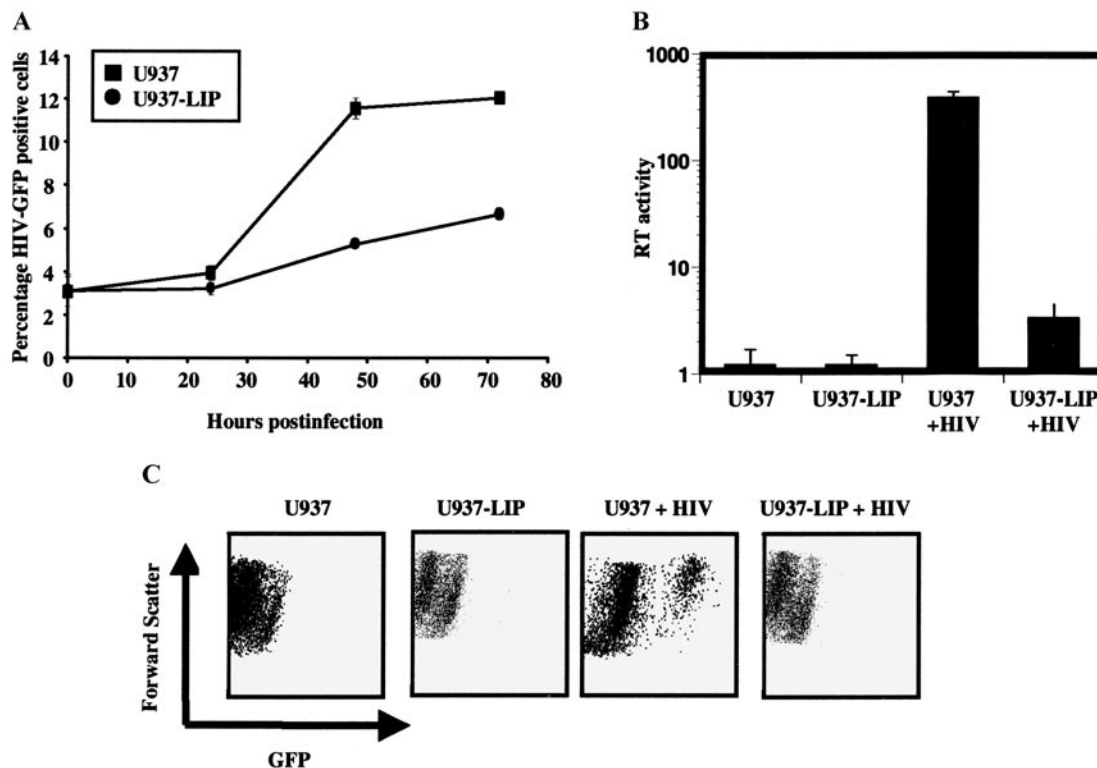 A
Percentage HIV-GFP positive cells
14
12
10
8
6
4
2
0
0 10 20 30 40 50 60 70 80
Hours postinfection
U937
U937-LIP
B
RT activity
1000
100
10
1
U937 U937-LIP U937 U937-LIP
+HIV +HIV
C
U937 U937-LIP U937 + HIV U937-LIP + HIV
Forward Scatter
GFP